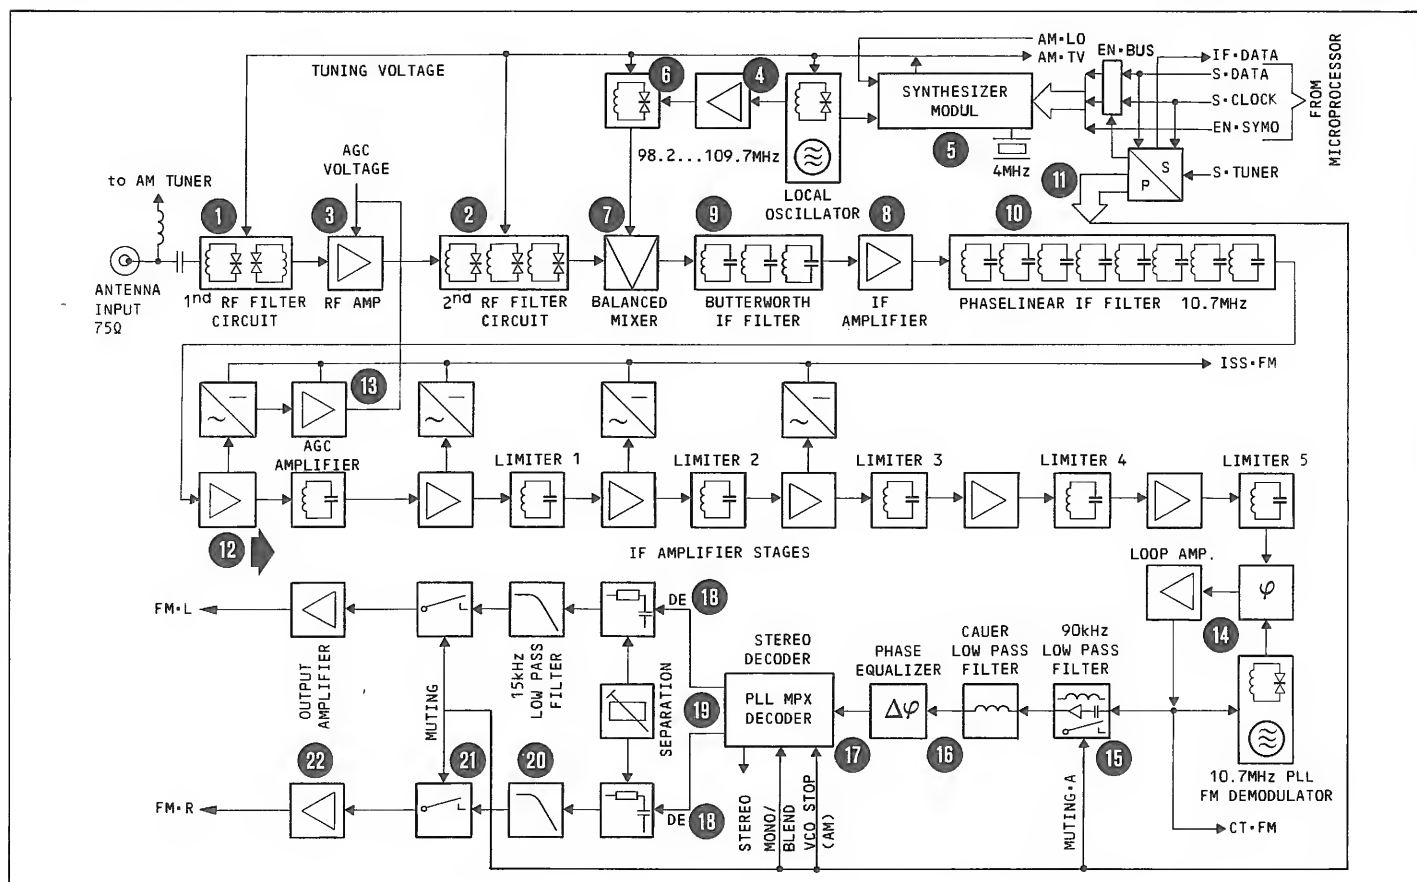 AM•LO
AM•TV
EN•BUS
IF•DATA
S•DATA
S•CLOCK
EN•SYMO
S•TUNER
FROM
MICROPROCESSOR
TUNING VOLTAGE
6
4
SYNTHESIZER
MODUL
5
4MHz
11
S
P
98.2...109.7MHz
LOCAL
OSCILLATOR
AGC
VOLTAGE
to AM TUNER
1
3
2
7
9
8
10
ANTENNA
INPUT
75Ω
1nd RF FILTER
CIRCUIT
RF AMP
2nd RF FILTER
CIRCUIT
BALANCED
MIXER
BUTTERWORTH
IF FILTER
IF
AMPLIFIER
PHASELINEAR IF FILTER 10.7MHz
ISS•FM
13
AGC
AMPLIFIER
LIMITER 1
LIMITER 2
LIMITER 3
LIMITER 4
LIMITER 5
12
IF AMPLIFIER STAGES
LOOP AMP.
φ
14
FM•L
OUTPUT
AMPLIFIER
MUTING
15kHz
LOW PASS
FILTER
DE
18
SEPARATION
STEREO
DECODER
PLL MPX
DECODER
19
PHASE
EQUALIZER
Δφ
CAUER
LOW PASS
FILTER
90kHz
LOW PASS
FILTER
17
16
15
10.7MHz PLL
FM DEMODULATOR
FM•R
22
21
20
DE
18
STEREO
MONO/
BLEND
VCO STOP
(AM)
MUTING•A
CT•FM